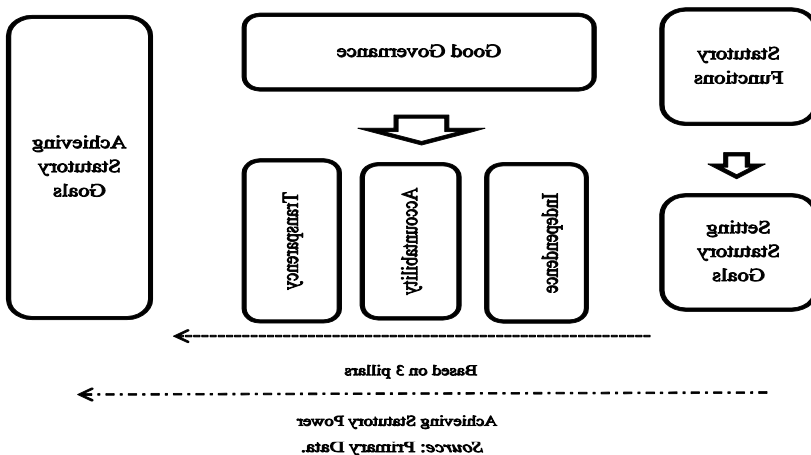 Statutory
Functions
Good Governance
Achieving
Statutory
Goals
Setting
Statutory
Goals
Independence
Accountability
Transparency
Based on 3 pillars
Achieving Statutory Power
Source: Primary Data.